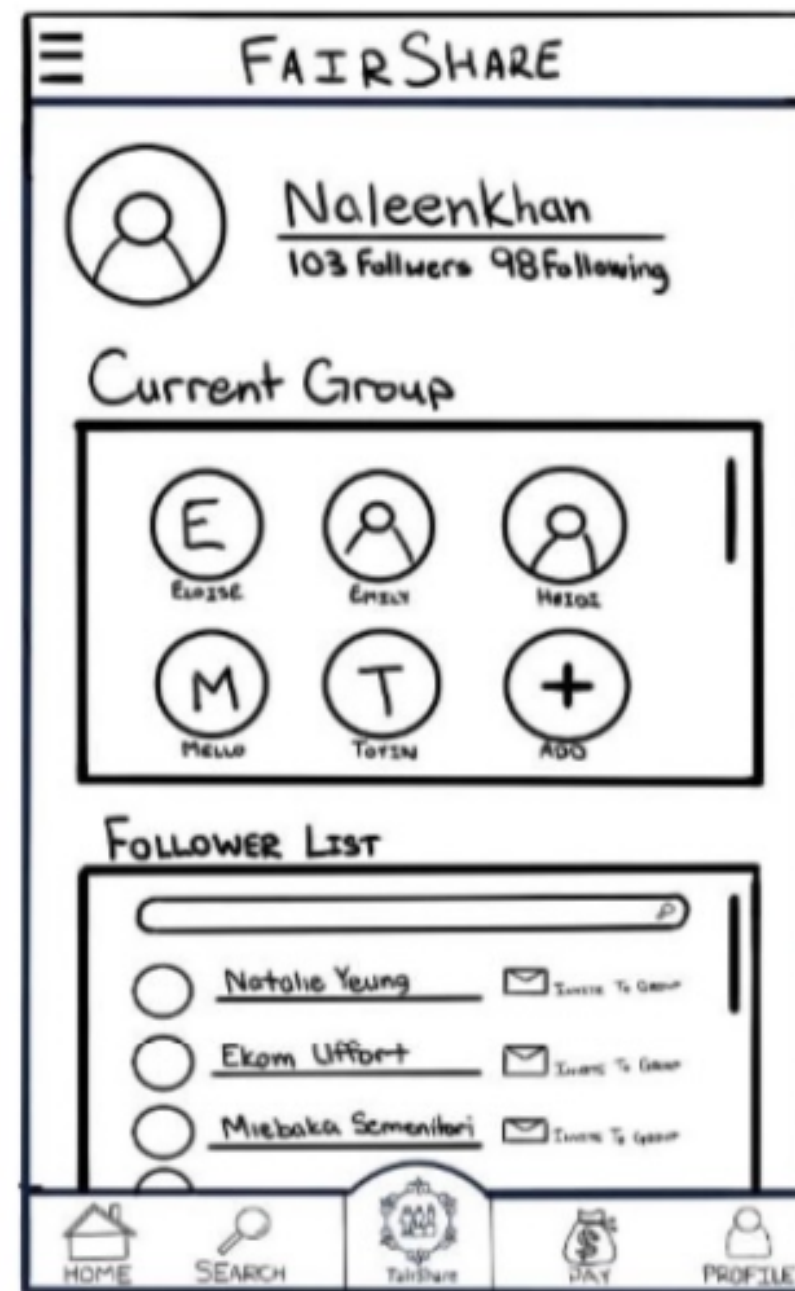 FAIRSHARE
Naleenkhan
103 Follwers 98 Following
Current Group
E
ELOISE EMILY HEIDI
M T +
MELLO ADD
FOLLOWER LIST
Natalie Yeung Invite To Group
Ekom Uffort Invite To Group
Miebaka Semenitari Invite To Group
HOME SEARCH FairShare PAY PROFILE